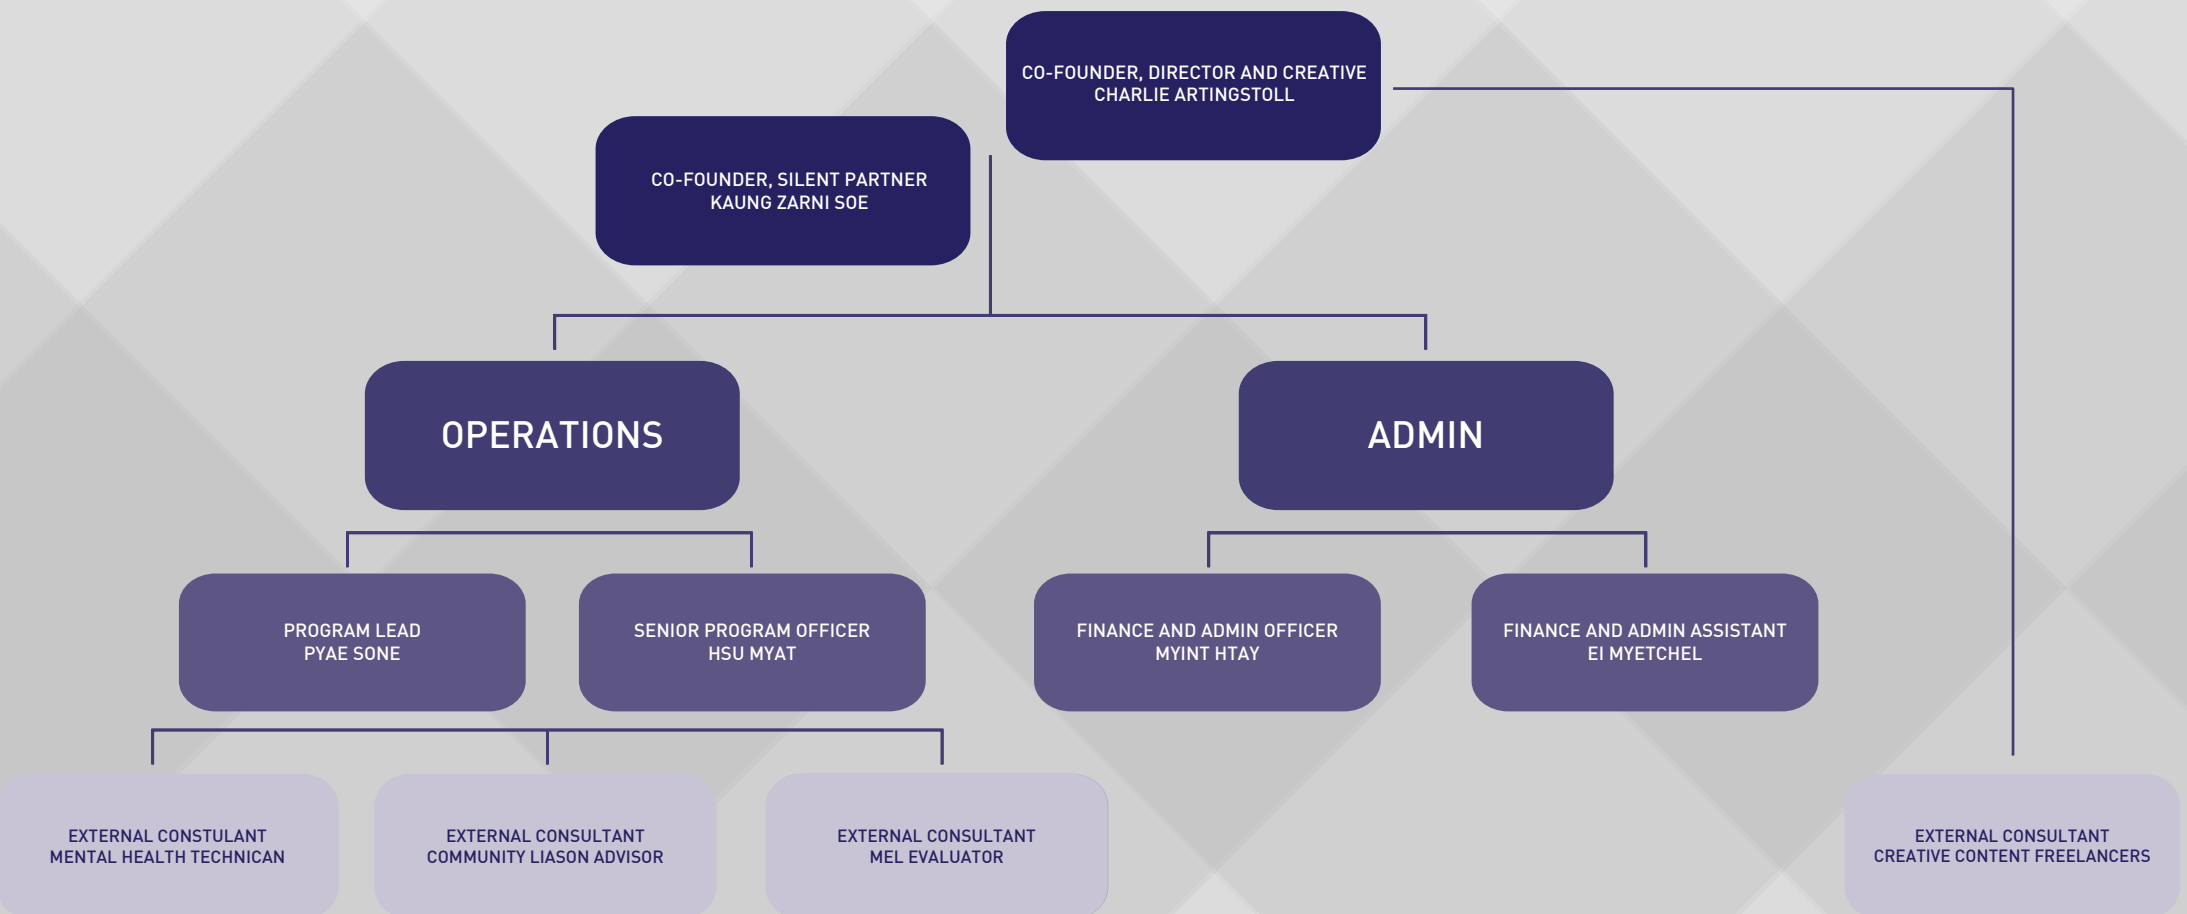 CO-FOUNDER, DIRECTOR AND CREATIVE
CHARLIE ARTINGSTOLL
CO-FOUNDER, SILENT PARTNER
KAUNG ZARNI SOE
OPERATIONS
ADMIN
PROGRAM LEAD
PYAE SONE
SENIOR PROGRAM OFFICER
HSU MYAT
FINANCE AND ADMIN OFFICER
MYINT HTAY
FINANCE AND ADMIN ASSISTANT
EI MYETCHEL
EXTERNAL CONSTULANT
MENTAL HEALTH TECHNICAN
EXTERNAL CONSULTANT
COMMUNITY LIASON ADVISOR
EXTERNAL CONSULTANT
MEL EVALUATOR
EXTERNAL CONSULTANT
CREATIVE CONTENT FREELANCERS